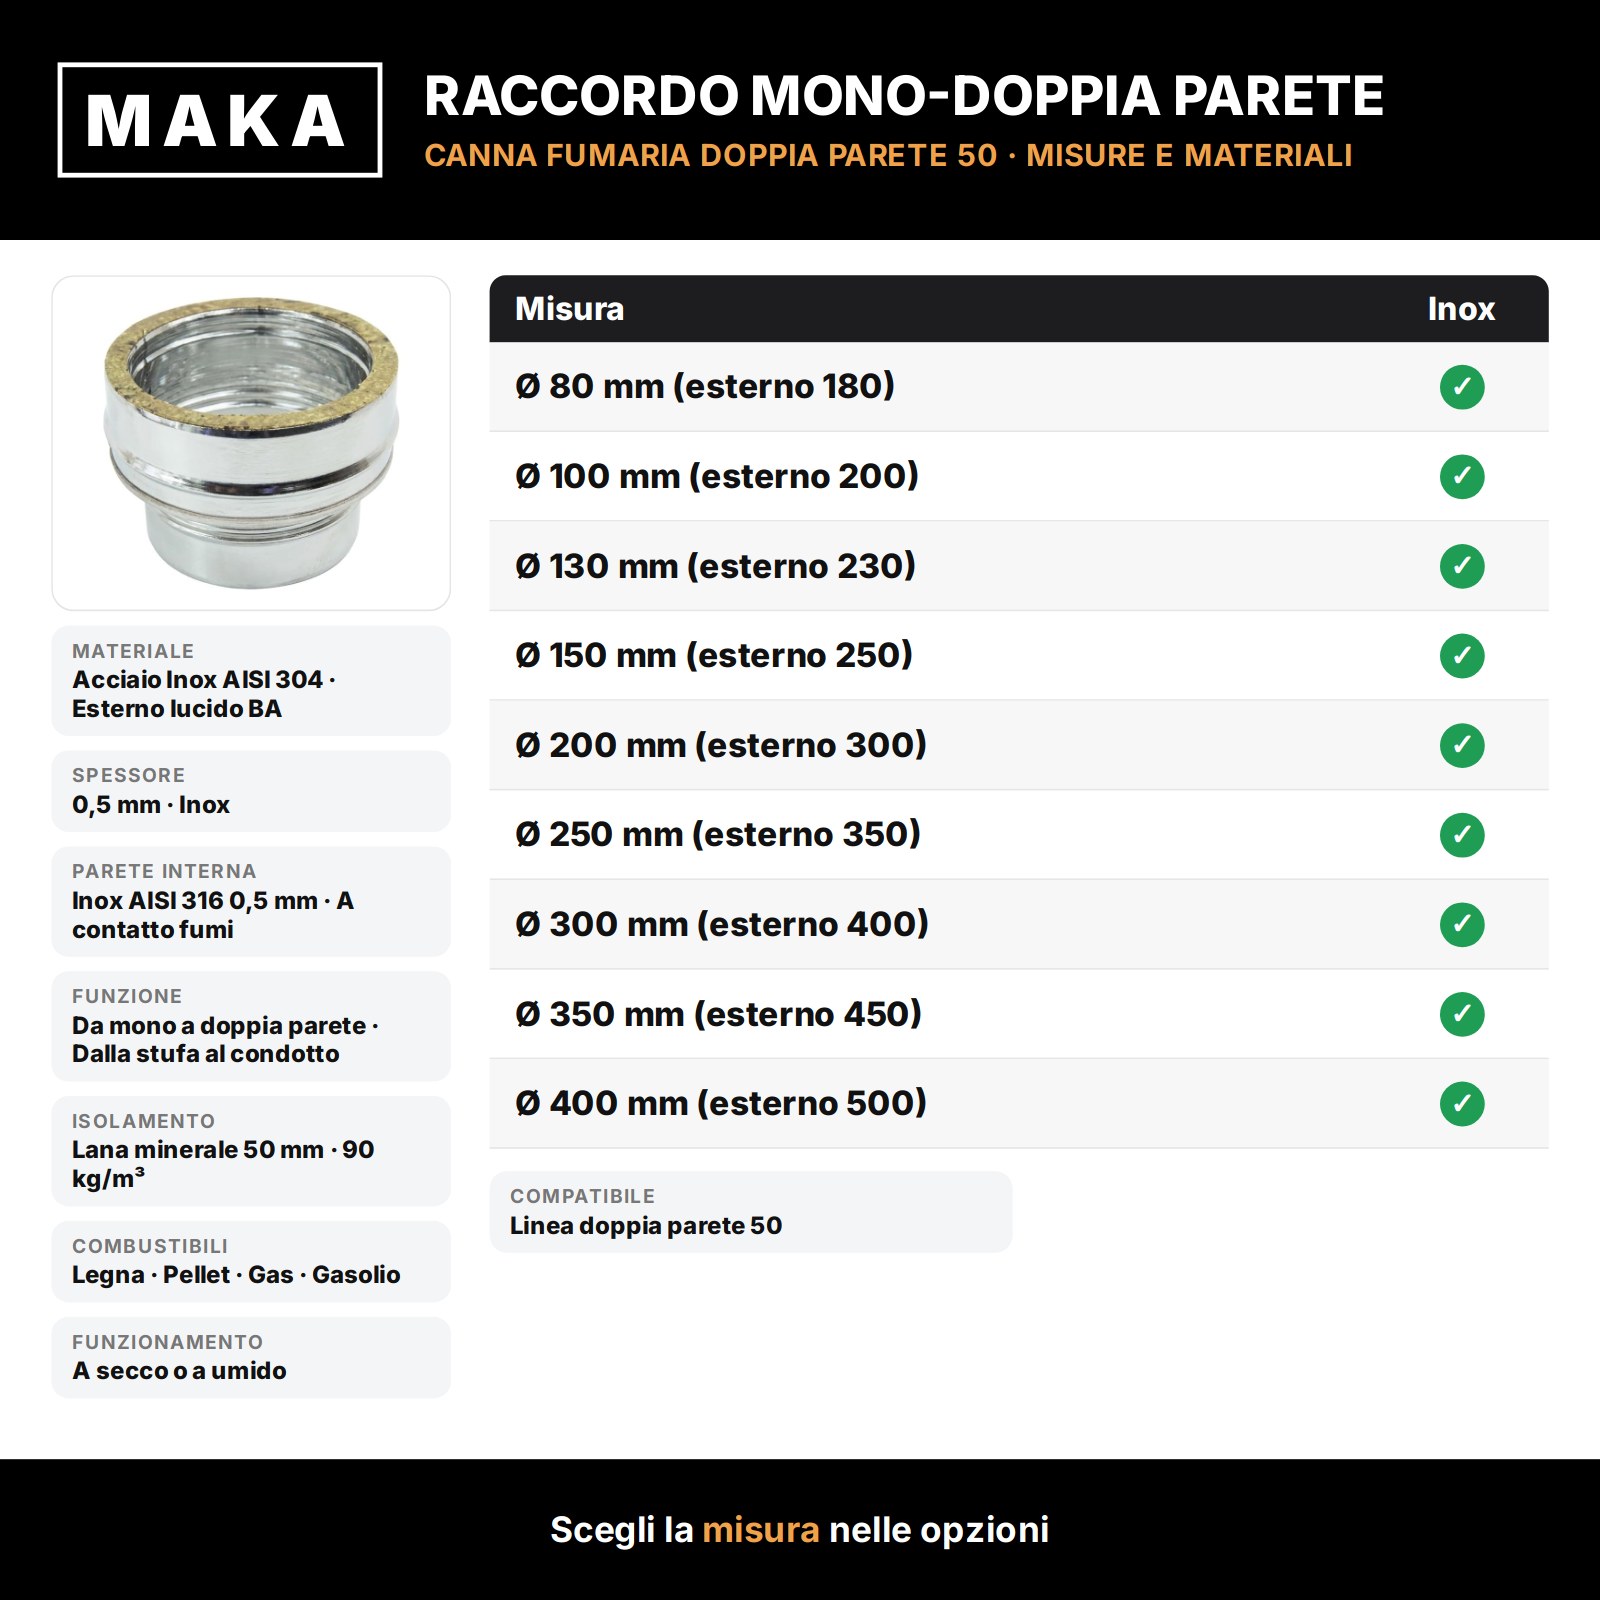 MAKA
RACCORDO MONO-DOPPIA PARETE
CANNA FUMARIA DOPPIA PARETE 50 · MISURE E MATERIALI
MATERIALE
Acciaio Inox AISI 304 ·
Esterno lucido BA
SPESSORE
0,5 mm · Inox
PARETE INTERNA
Inox AISI 316 0,5 mm · A
contatto fumi
FUNZIONE
Da mono a doppia parete ·
Dalla stufa al condotto
ISOLAMENTO
Lana minerale 50 mm · 90
kg/m³
COMBUSTIBILI
Legna · Pellet · Gas · Gasolio
FUNZIONAMENTO
A secco o a umido
Misura Inox
Ø 80 mm (esterno 180) ✓
Ø 100 mm (esterno 200) ✓
Ø 130 mm (esterno 230) ✓
Ø 150 mm (esterno 250) ✓
Ø 200 mm (esterno 300) ✓
Ø 250 mm (esterno 350) ✓
Ø 300 mm (esterno 400) ✓
Ø 350 mm (esterno 450) ✓
Ø 400 mm (esterno 500) ✓
COMPATIBILE
Linea doppia parete 50
Scegli la misura nelle opzioni